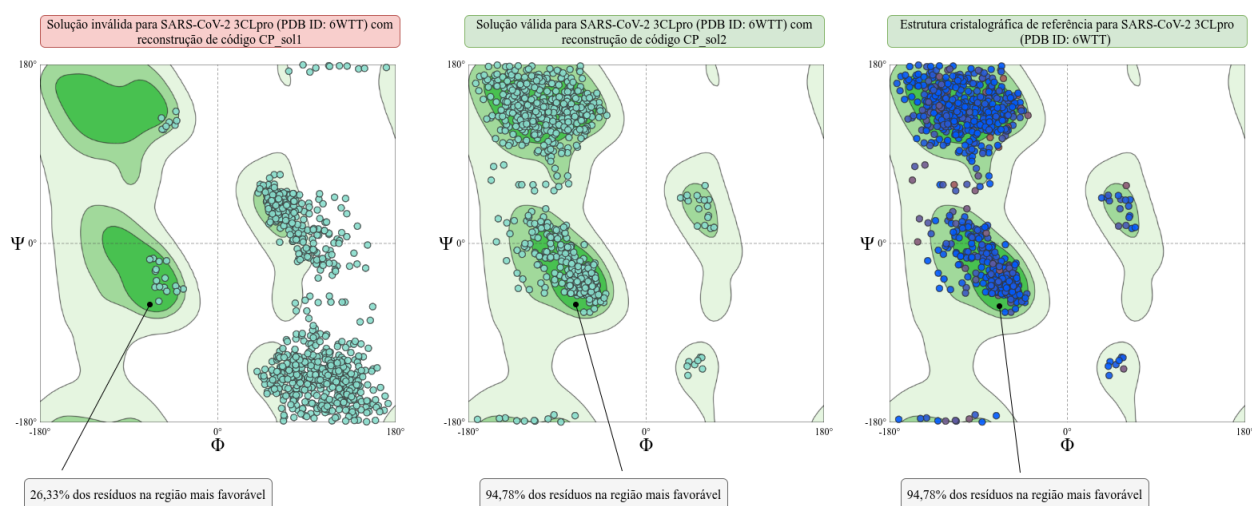 Solução inválida para SARS-CoV-2 3CLpro (PDB ID: 6WTT) com
reconstrução de código CP_sol1
180°
Ψ 0°
-180°
-180° 0° 180°
Φ
26,33% dos resíduos na região mais favorável
Solução válida para SARS-CoV-2 3CLpro (PDB ID: 6WTT) com
reconstrução de código CP_sol2
180°
Ψ 0°
-180°
-180° 0° 180°
Φ
94,78% dos resíduos na região mais favorável
Estrutura cristalográfica de referência para SARS-CoV-2 3CLpro
(PDB ID: 6WTT)
180°
Ψ 0°
-180°
-180° 0° 180°
Φ
94,78% dos resíduos na região mais favorável